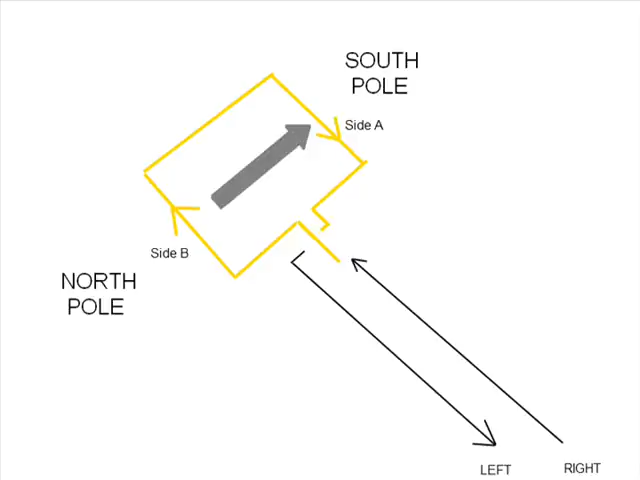 SOUTH
POLE
Side A
Side B
NORTH
POLE
LEFT
RIGHT